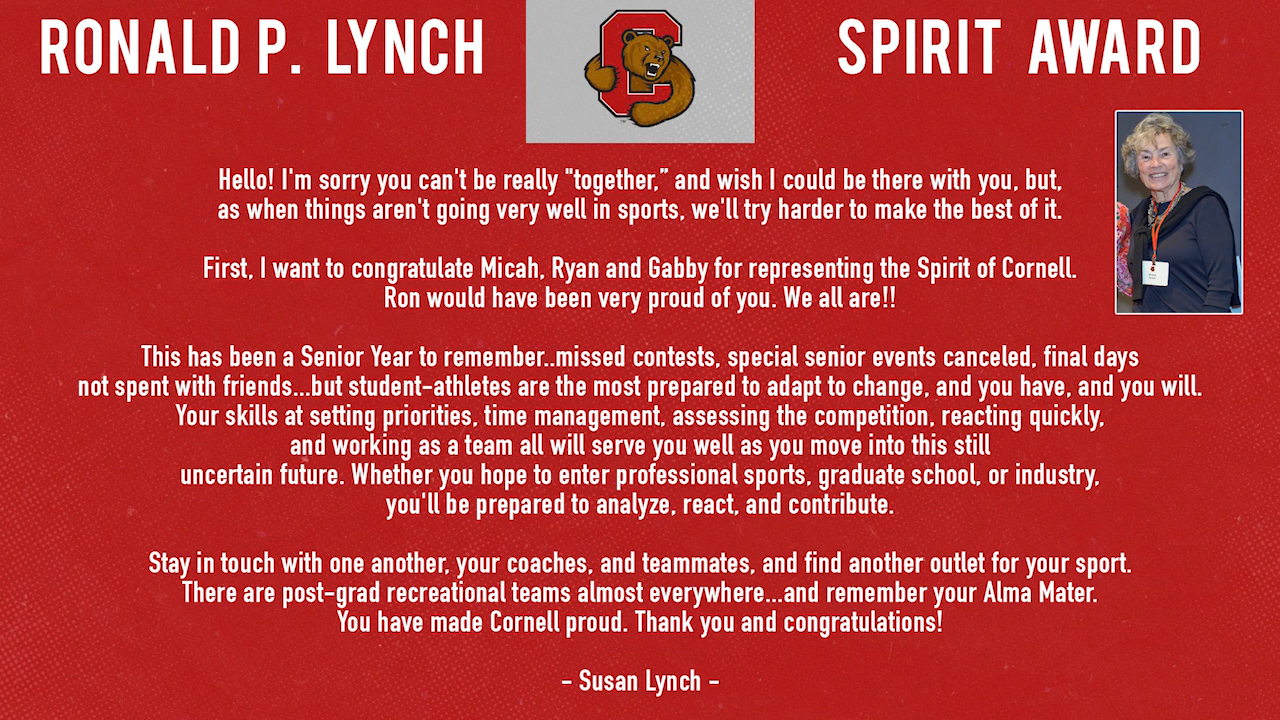 RONALD P. LYNCH SPIRIT AWARD
Hello! I'm sorry you can't be really "together,” and wish I could be there with you, but,
as when things aren't going very well in sports, we'll try harder to make the best of it.
First, I want to congratulate Micah, Ryan and Gabby for representing the Spirit of Cornell.
Ron would have been very proud of you. We all are!!
This has been a Senior Year to remember..missed contests, special senior events canceled, final days
not spent with friends...but student-athletes are the most prepared to adapt to change, and you have, and you will.
Your skills at setting priorities, time management, assessing the competition, reacting quickly,
and working as a team all will serve you well as you move into this still
uncertain future. Whether you hope to enter professional sports, graduate school, or industry,
you'll be prepared to analyze, react, and contribute.
Stay in touch with one another, your coaches, and teammates, and find another outlet for your sport.
There are post-grad recreational teams almost everywhere...and remember your Alma Mater.
You have made Cornell proud. Thank you and congratulations!
- Susan Lynch -